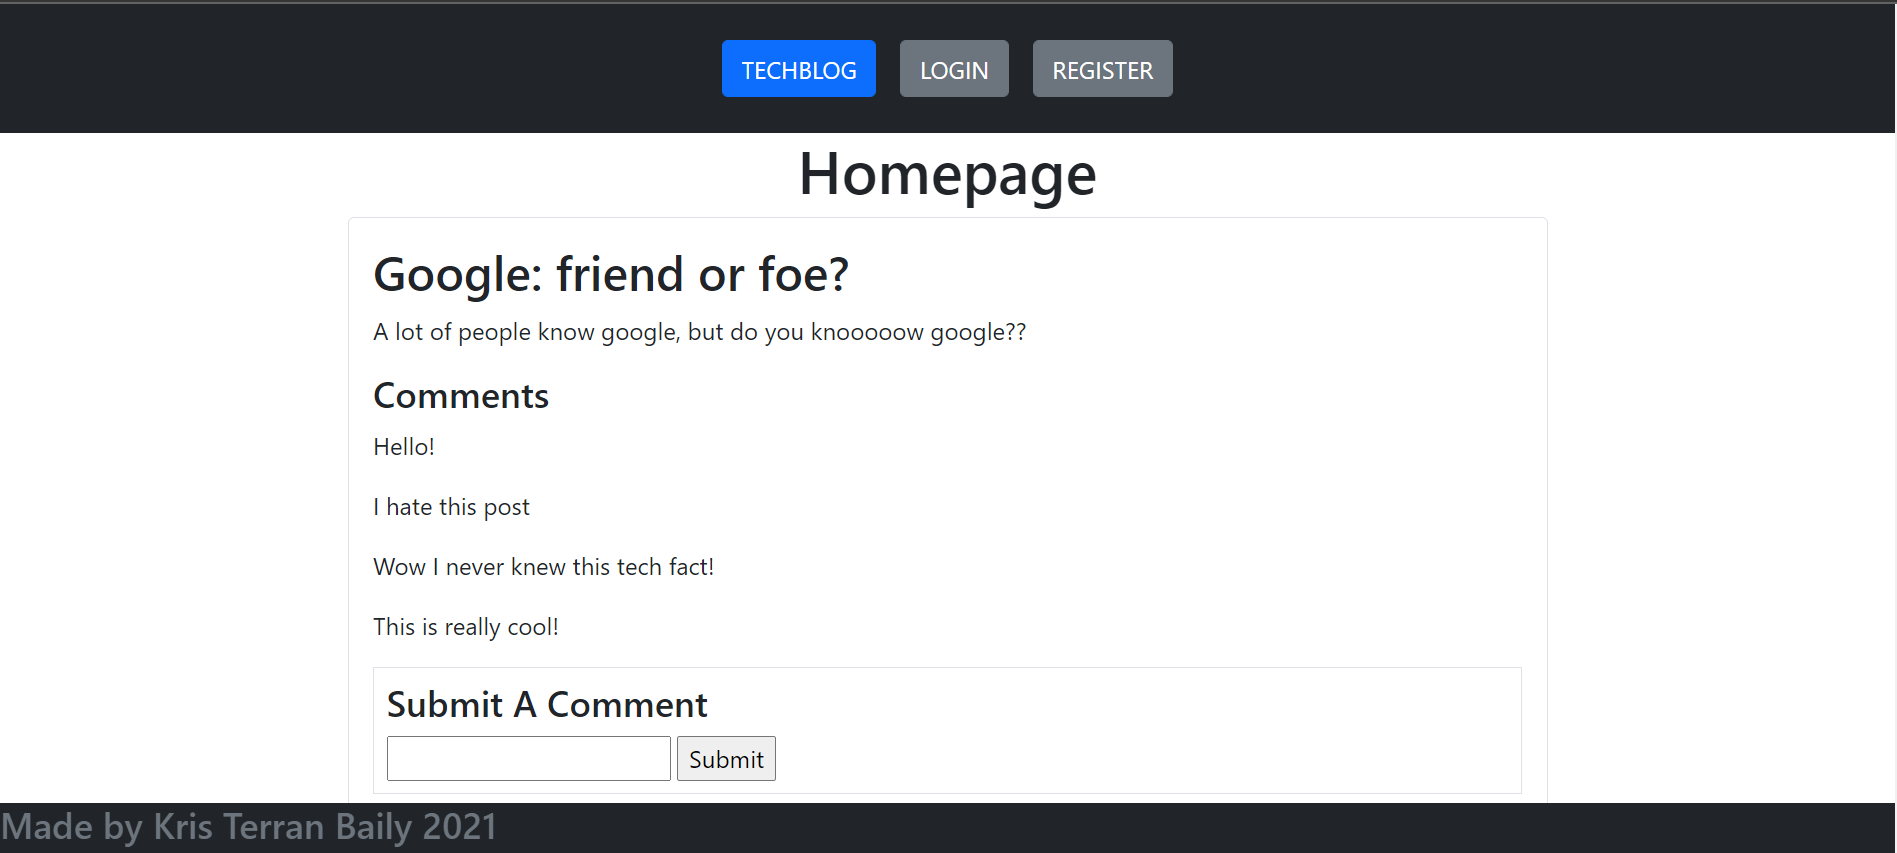 TECHBLOG LOGIN REGISTER
Homepage
Google: friend or foe?
A lot of people know google, but do you knooooow google??
Comments
Hello!
I hate this post
Wow I never knew this tech fact!
This is really cool!
Submit A Comment
Submit
Made by Kris Terran Baily 2021